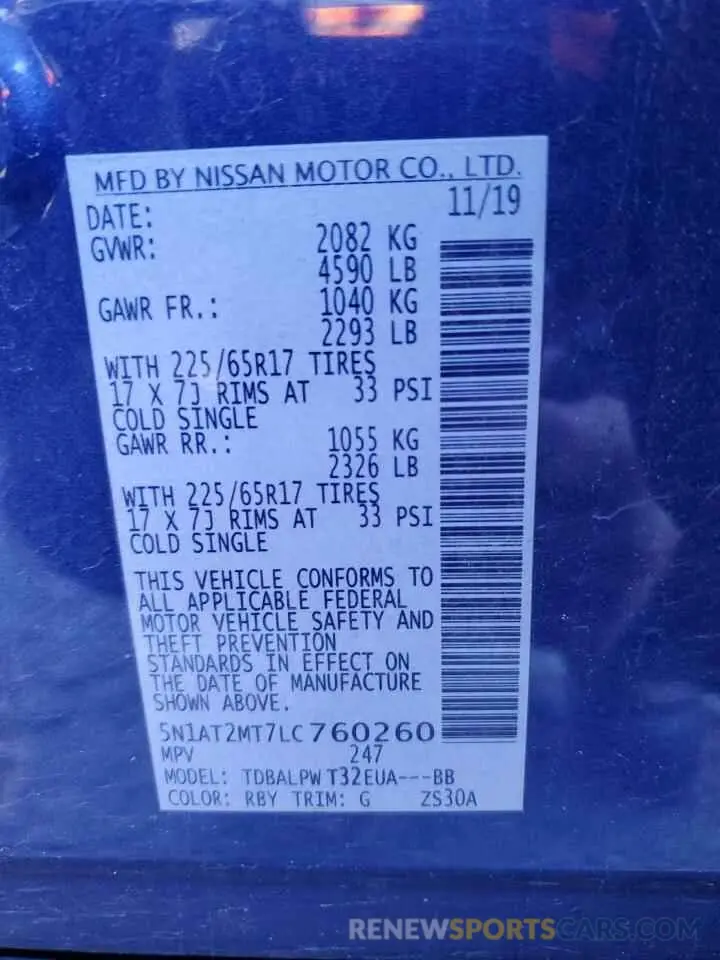 MFD BY NISSAN MOTOR CO., LTD.
DATE: 11/19
GVWR: 2082 KG
4590 LB
GAWR FR.: 1040 KG
2293 LB
WITH 225/65R17 TIRES
17 X 7J RIMS AT 33 PSI
COLD SINGLE
GAWR RR.: 1055 KG
2326 LB
WITH 225/65R17 TIRES
17 X 7J RIMS AT 33 PSI
COLD SINGLE
THIS VEHICLE CONFORMS TO
ALL APPLICABLE FEDERAL
MOTOR VEHICLE SAFETY AND
THEFT PREVENTION
STANDARDS IN EFFECT ON
THE DATE OF MANUFACTURE
SHOWN ABOVE.
5N1AT2MT7LC760260
MPV 247
MODEL: TDBALPW T32EUA---BB
COLOR: RBY TRIM: G ZS30A
RENEWSPORTSCARS.COM